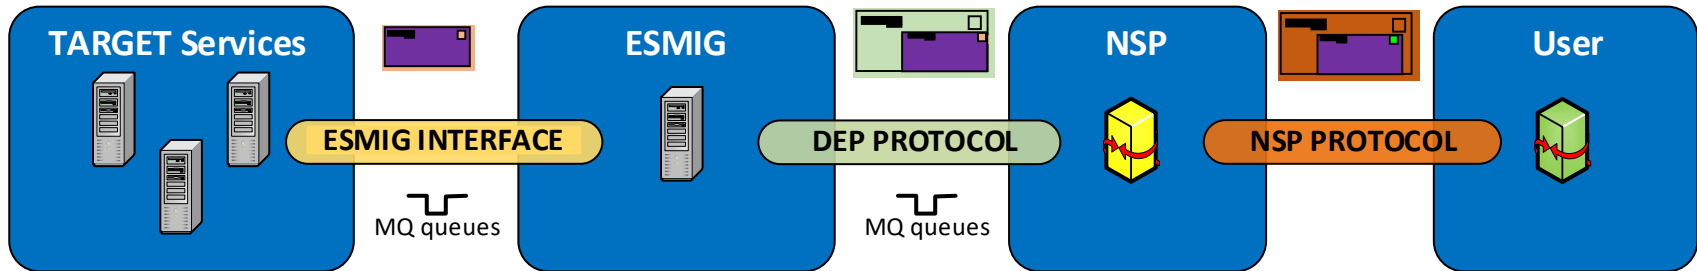 TARGET Services
ESMIG
NSP
User
ESMIG INTERFACE
DEP PROTOCOL
NSP PROTOCOL
MQ queues
MQ queues